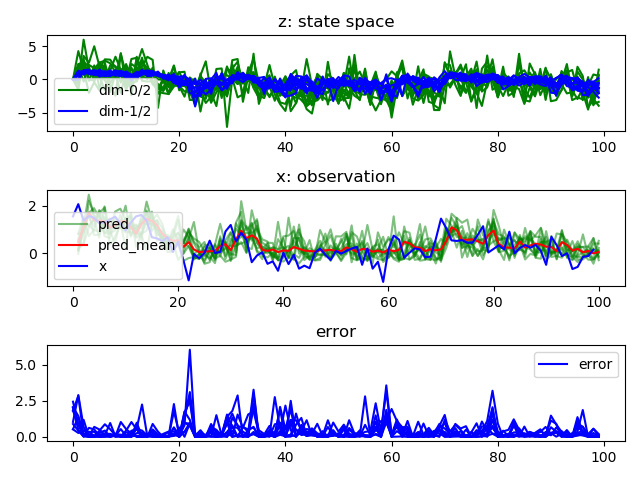 z: state space
5
0
−5
dim-0/2
dim-1/2
0 20 40 60 80 100
x: observation
2
0
pred
pred_mean
x
0 20 40 60 80 100
error
5.0
2.5
0.0
error
0 20 40 60 80 100